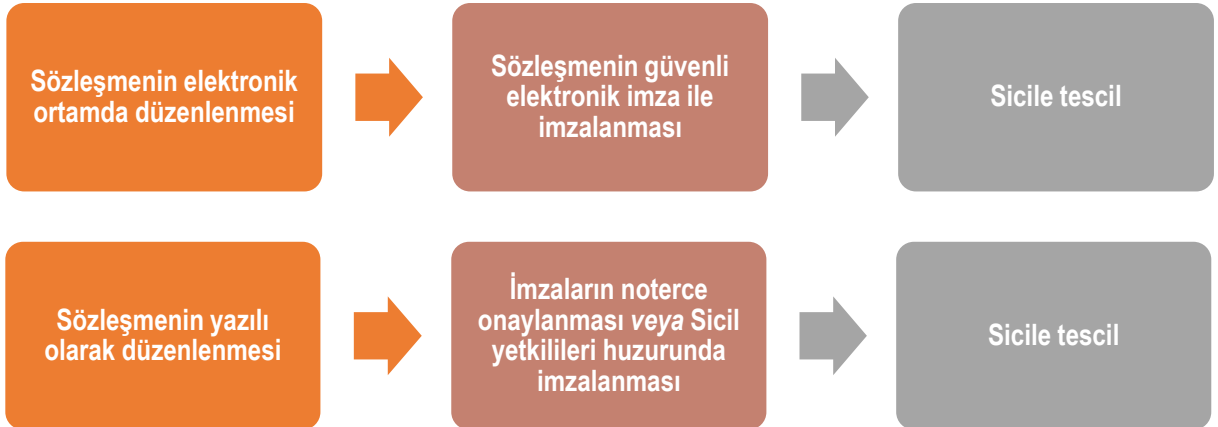 Sözleşmenin elektronik
ortamda düzenlenmesi
Sözleşmenin güvenli
elektronik imza ile
imzalanması
Sicile tescil
Sözleşmenin yazılı
olarak düzenlenmesi
İmzaların noterce
onaylanması veya Sicil
yetkilileri huzurunda
imzalanması
Sicile tescil